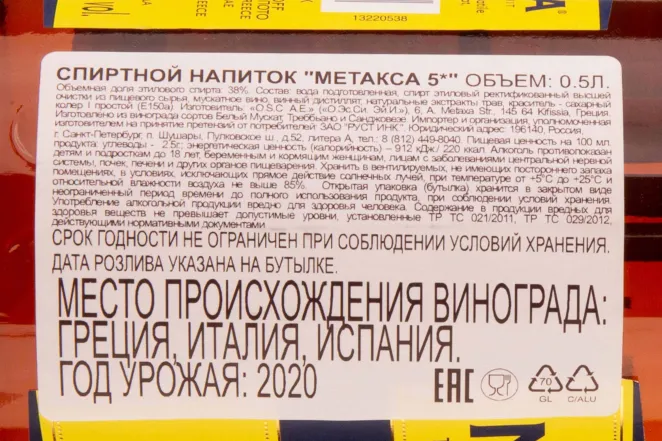 13220538
СПИРТНОЙ НАПИТОК "МЕТАКСА 5*" ОБЪЕМ: 0.5Л.
Объемная доля этилового спирта: 38%. Состав: вода подготовленная, спирт этиловый ректификованный высшей
очистки из пищевого сырья, мускатное вино, винный дистиллят, натуральные экстракты трав, краситель - сахарный
колер I простой (Е150а). Изготовитель: «O.S.C. A.E.» («О.Эс.Си. Эй.И.»), 6, A. Metaxa Str., 145 64 Kifissia, Греция.
Изготовлено из винограда сортов Белый Мускат, Треббьяно и Сандживезе. Импортер и организация, уполномоченная
изготовителем на принятие претензий от потребителей ЗАО "РУСТ ИНК." Юридический адрес: 196140, Россия,
г. Санкт-Петербург, п. Шушары, Пулковское ш., д.52, литера А, тел.: 8 (812) 449-8040. Пищевая ценность на 100 мл.
продукта: углеводы - 2.5г.; энергетическая ценность (калорийность) – 912 кДж / 220 ккал. Алкоголь противопоказан
детям и подросткам до 18 лет, беременным и кормящим женщинам, лицам с заболеваниями центральной нервной
системы, почек, печени и других органов пищеварения. Хранить в вентилируемых, не имеющих постороннего запаха
помещениях, в условиях, исключающих прямое действие солнечных лучей, при температуре от +5°С до +25°С и
относительной влажности воздуха не выше 85%. Открытая упаковка (бутылка) хранится в закрытом виде
неограниченный период времени до полного использования продукта, при соблюдении условий хранения.
Употребление алкогольной продукции вредно для здоровья человека. Содержание в продукции вредных для
здоровья веществ не превышает допустимые уровни, установленные ТР ТС 021/2011, ТР ТС 029/2012,
действующими нормативными документами.
СРОК ГОДНОСТИ НЕ ОГРАНИЧЕН ПРИ СОБЛЮДЕНИИ УСЛОВИЙ ХРАНЕНИЯ.
ДАТА РОЗЛИВА УКАЗАНА НА БУТЫЛКЕ.
МЕСТО ПРОИСХОЖДЕНИЯ ВИНОГРАДА:
ГРЕЦИЯ, ИТАЛИЯ, ИСПАНИЯ.
ГОД УРОЖАЯ: 2020
EAC 70 GL C/ALU